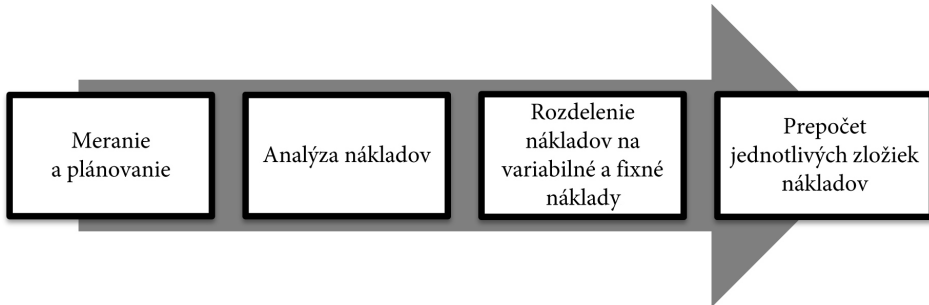 Meranie
a plánovanie
Analýza nákladov
Rozdelenie
nákladov na
variabilné a fixné
náklady
Prepočet
jednotlivých zložiek
nákladov